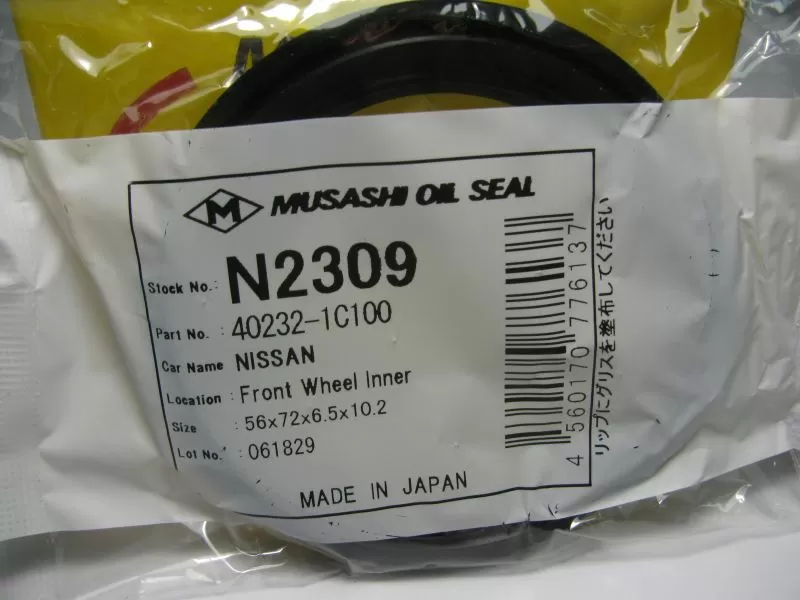 M MUSASHI OIL SEAL
Stock No. : N2309
Part No. : 40232-1C100
Car Name NISSAN
Location : Front Wheel Inner
Size : 56x72x6.5x10.2
Lot No. : 061829
MADE IN JAPAN
4 560170 776137
リップにグリスを塗布してください